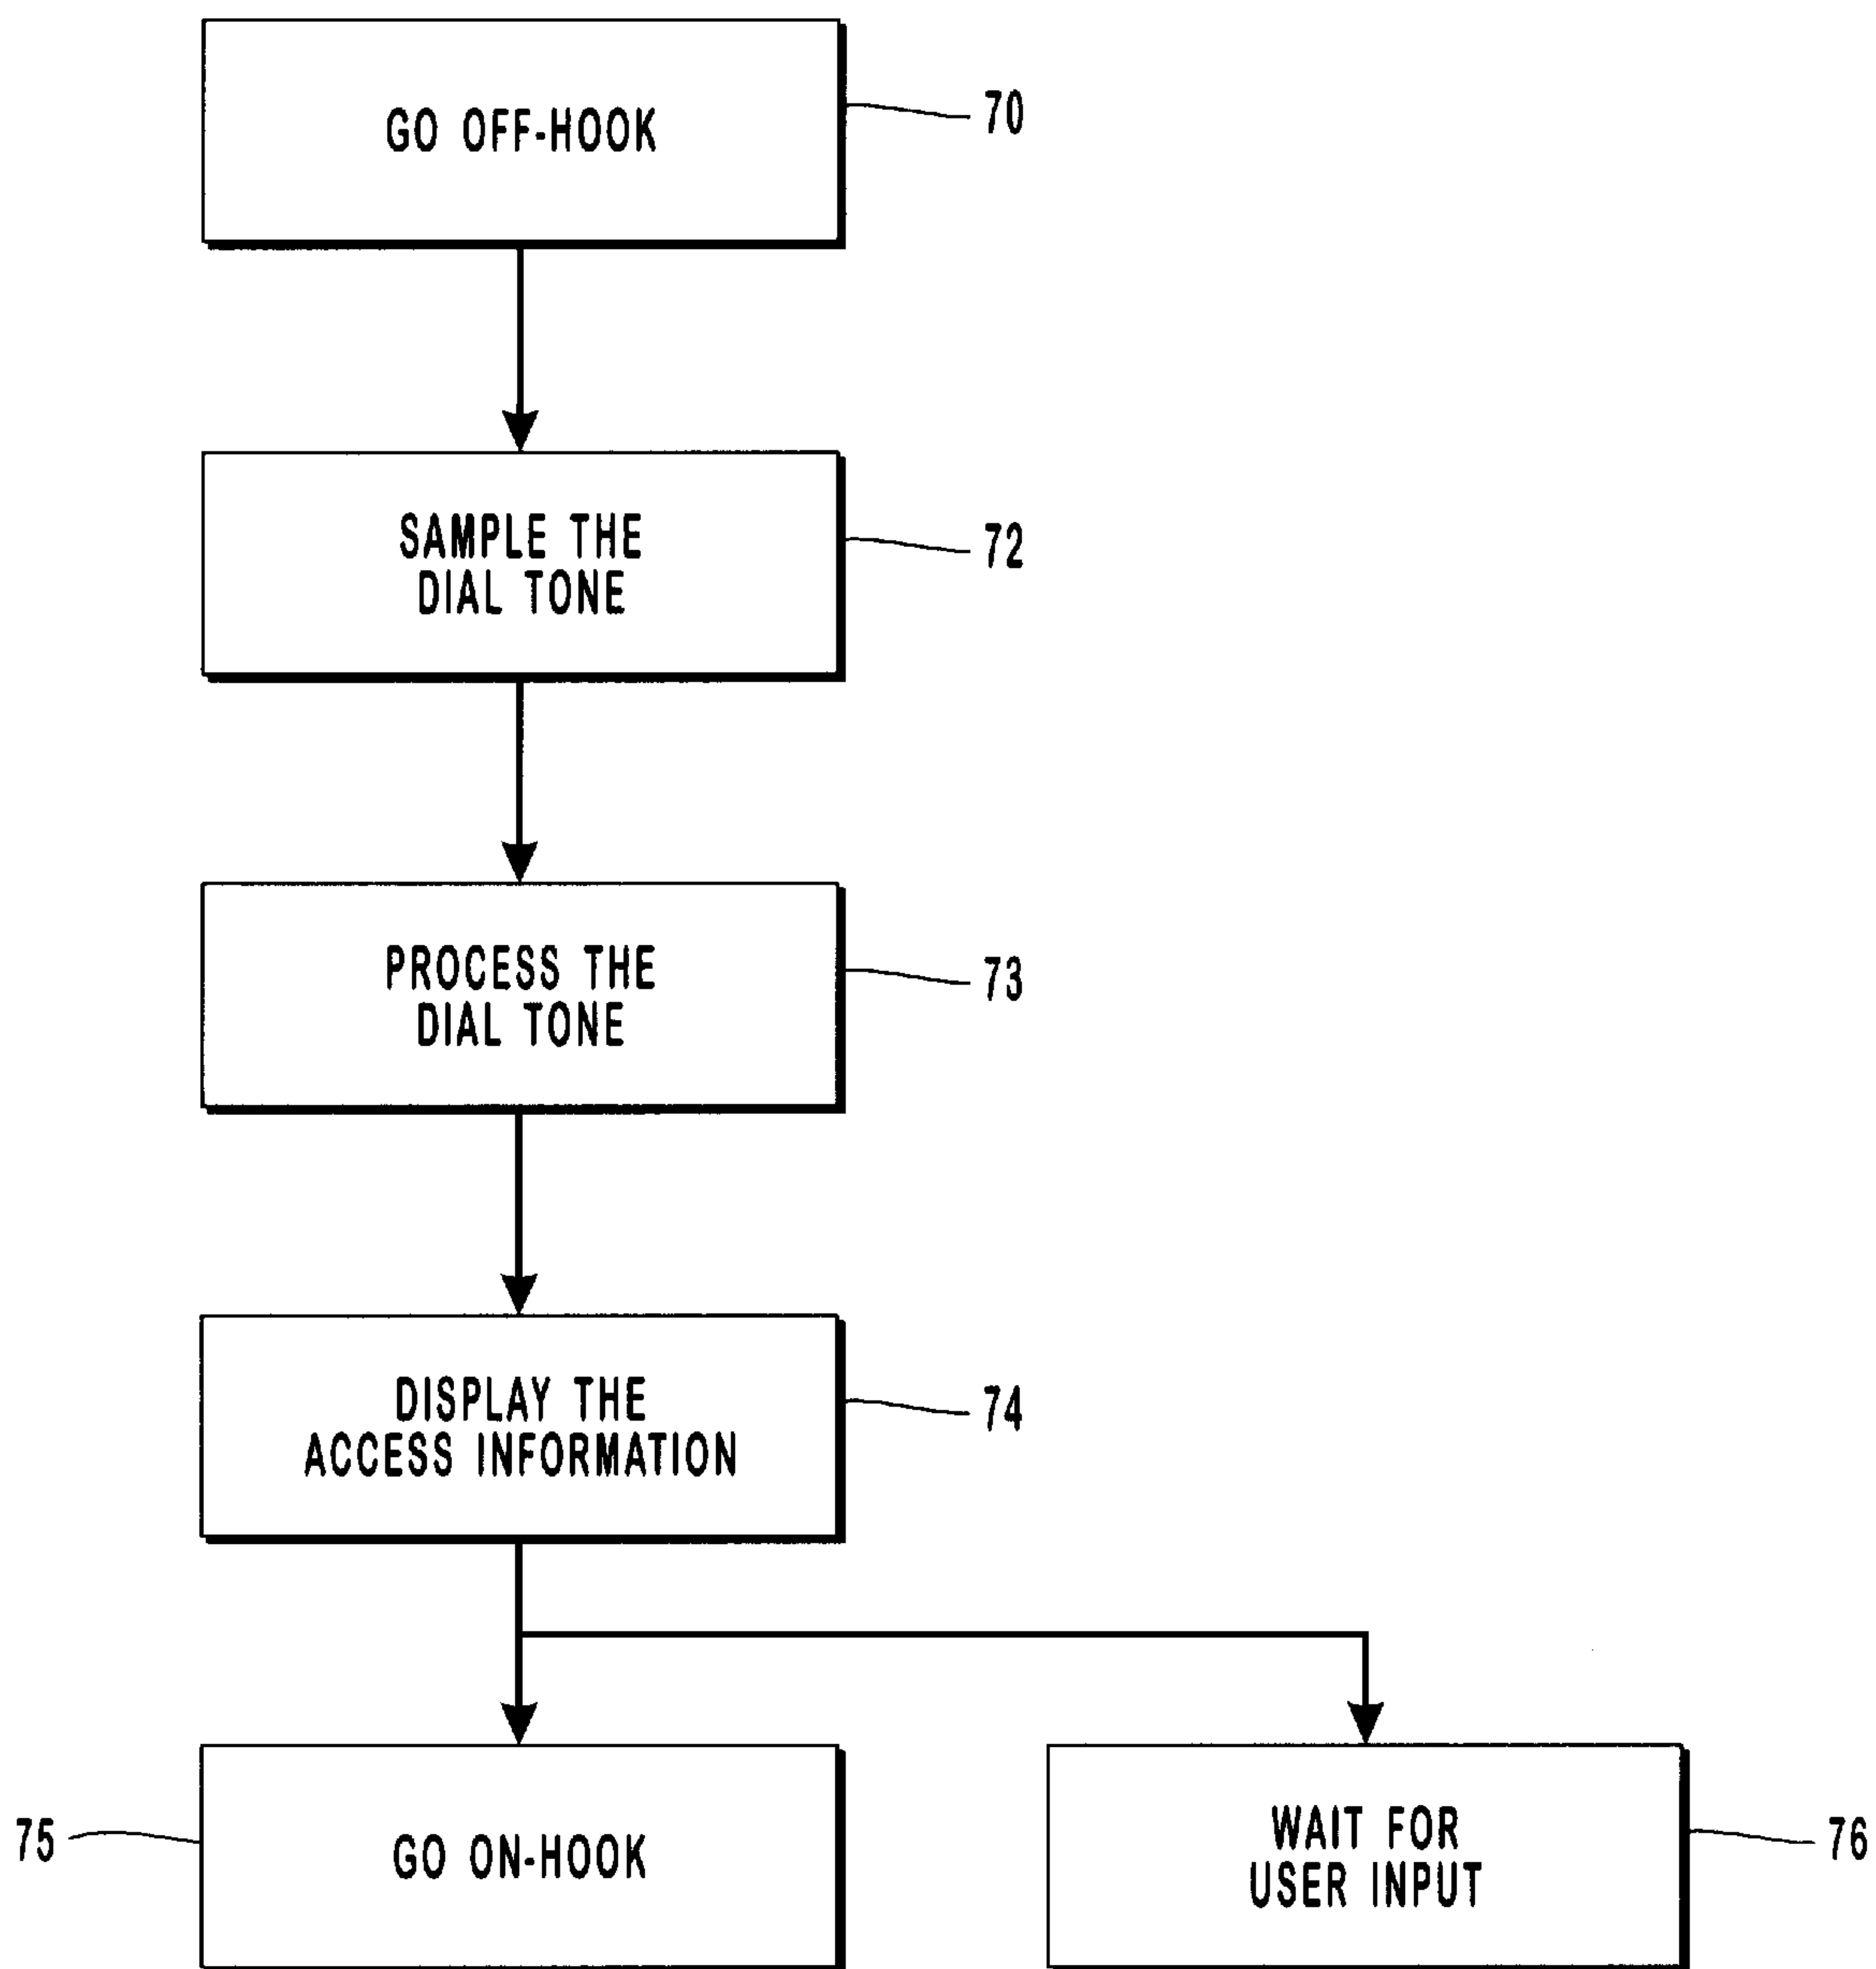 GO OFF-HOOK
70
SAMPLE THE
DIAL TONE
72
PROCESS THE
DIAL TONE
73
DISPLAY THE
ACCESS INFORMATION
74
75
GO ON-HOOK
WAIT FOR
USER INPUT
76